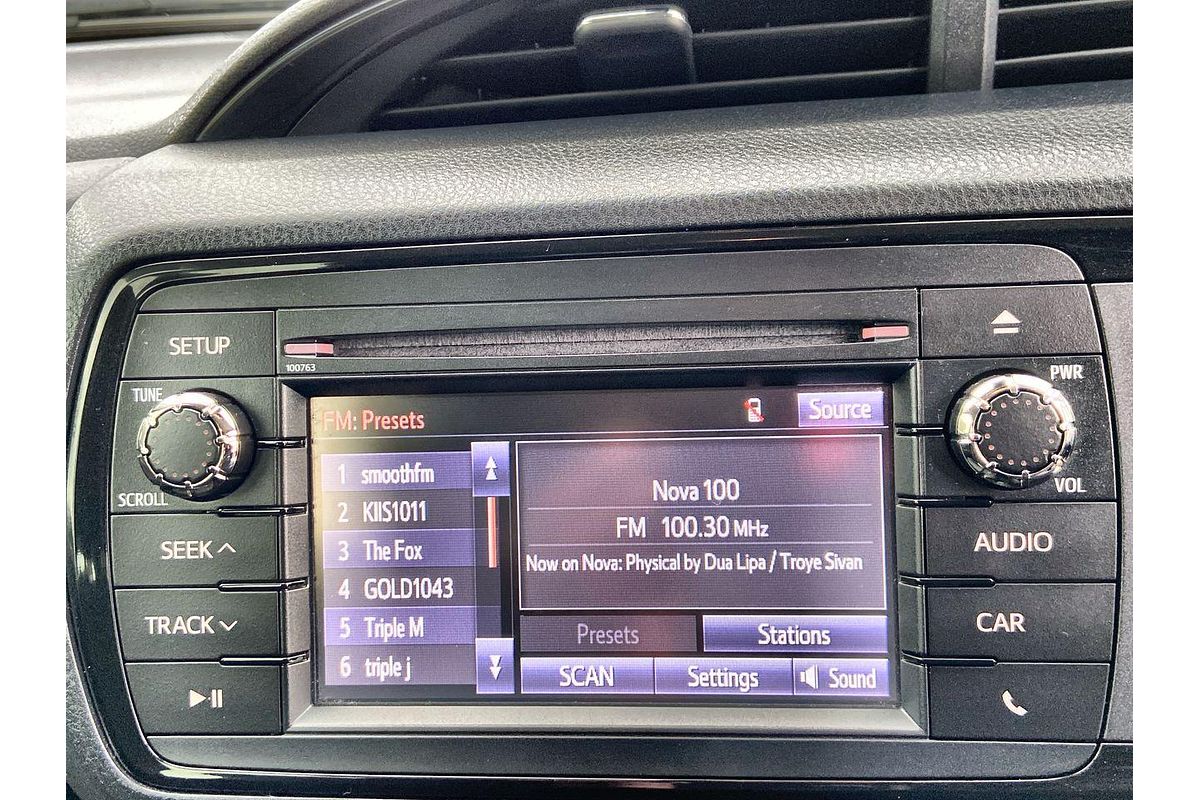 SETUP
100763
TUNE
SCROLL
SEEK
TRACK
FM: Presets
Source
1 smoothfm
2 KIIS1011
3 The Fox
4 GOLD1043
5 Triple M
6 triple j
Nova 100
FM 100.30 MHz
Now on Nova: Physical by Dua Lipa / Troye Sivan
Presets
Stations
SCAN
Settings
Sound
PWR
VOL
AUDIO
CAR